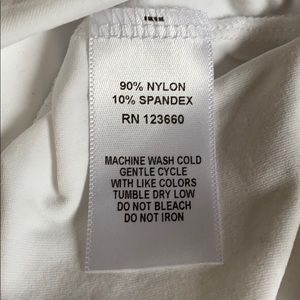 90% NYLON
10% SPANDEX
RN 123660
MACHINE WASH COLD
GENTLE CYCLE
WITH LIKE COLORS
TUMBLE DRY LOW
DO NOT BLEACH
DO NOT IRON